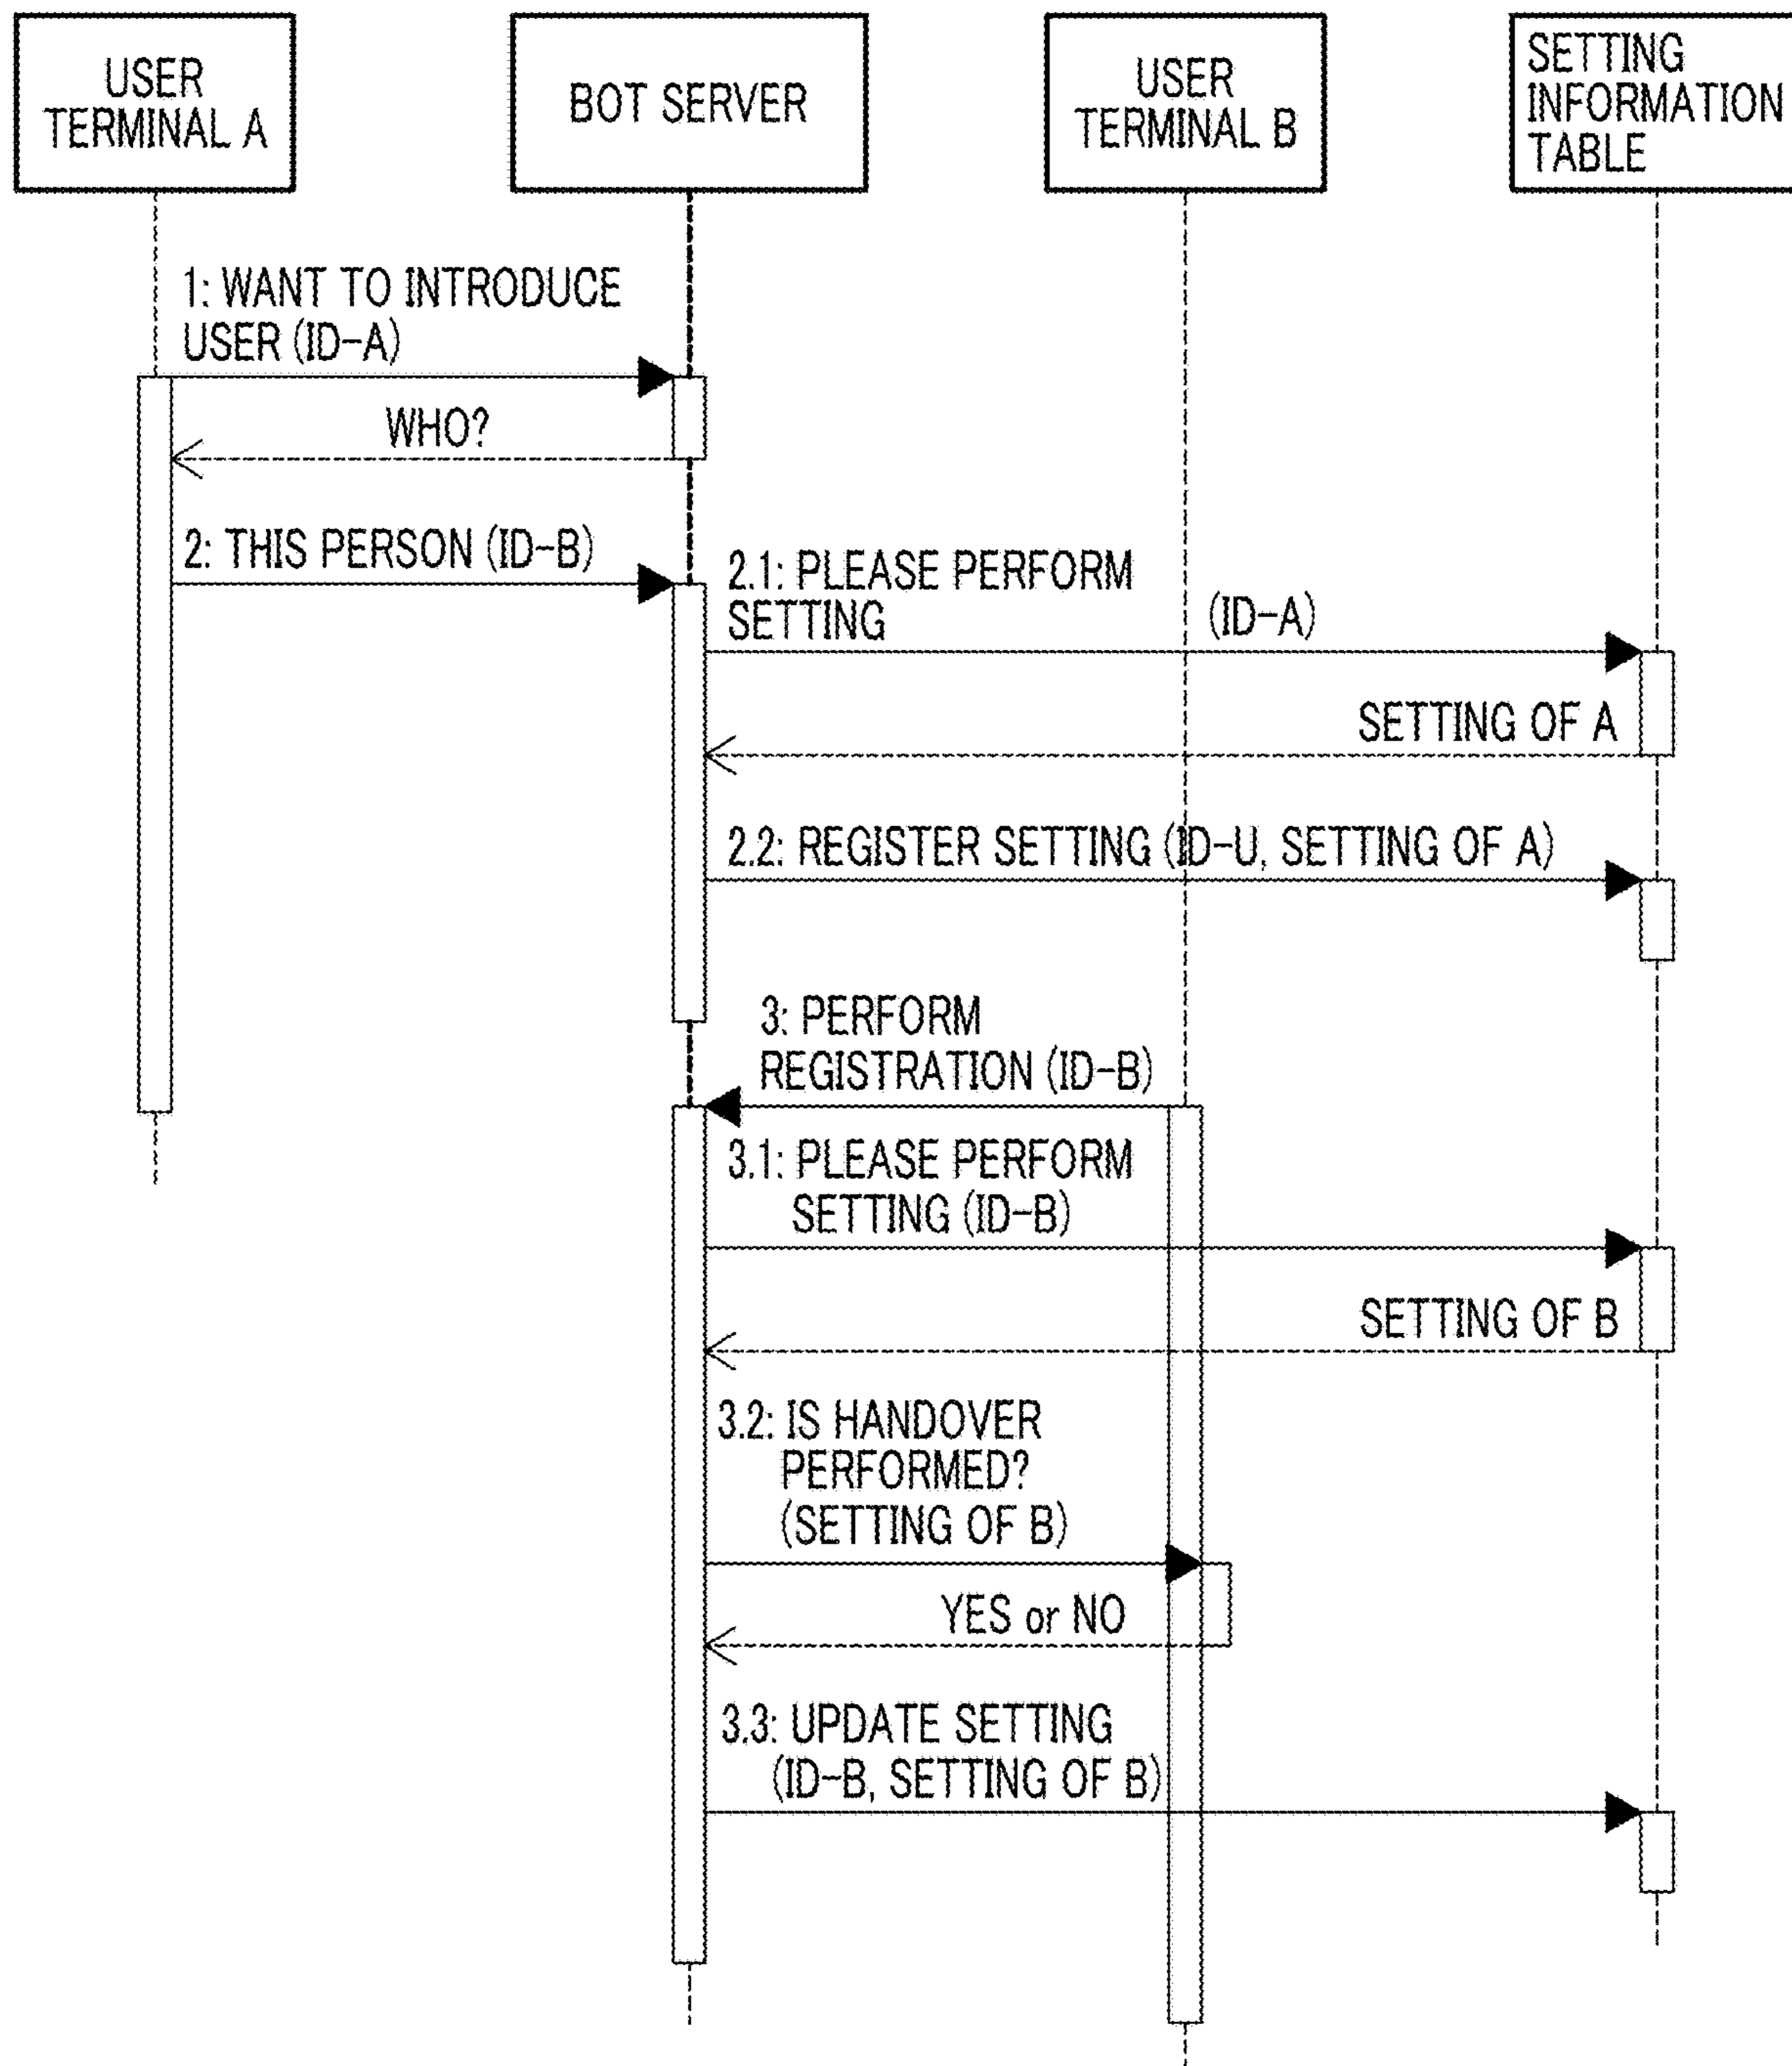 USER
TERMINAL A
BOT SERVER
USER
TERMINAL B
SETTING
INFORMATION
TABLE
1: WANT TO INTRODUCE
USER (ID-A)
WHO?
2: THIS PERSON (ID-B)
2.1: PLEASE PERFORM
SETTING (ID-A)
SETTING OF A
2.2: REGISTER SETTING (ID-U, SETTING OF A)
3: PERFORM
REGISTRATION (ID-B)
3.1: PLEASE PERFORM
SETTING (ID-B)
SETTING OF B
3.2: IS HANDOVER
PERFORMED?
(SETTING OF B)
YES or NO
3.3: UPDATE SETTING
(ID-B, SETTING OF B)